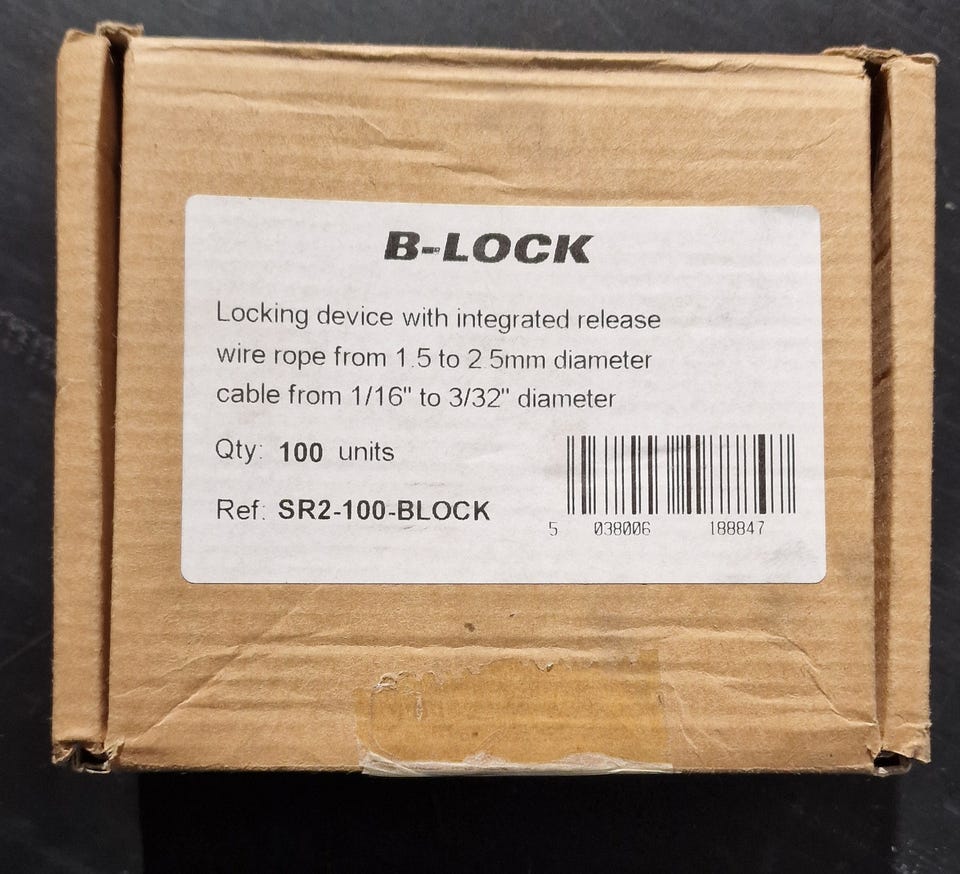 B-LOCK
Locking device with integrated release
wire rope from 1.5 to 2.5mm diameter
cable from 1/16" to 3/32" diameter
Qty: 100 units
Ref: SR2-100-BLOCK
5 038006 188847